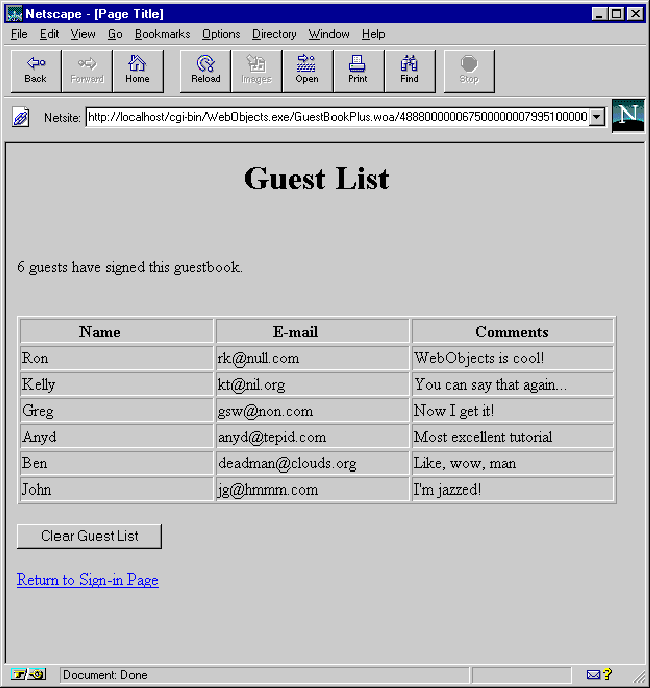 Netscape - [Page Title]
File Edit View Go Bookmarks Options Directory Window Help
Back Forward Home Reload Images Open Print Find Stop
Netsite: http://localhost/cgi-bin/WebObjects.exe/GuestBookPlus.woa/48880000006750000000799510000 N
Guest List
6 guests have signed this guestbook.
Name E-mail Comments
Ron rk@null.com WebObjects is cool!
Kelly ktr@nil.org You can say that again...
Greg gsw@non.com Now I get it!
Anyd anyd@tepid.com Most excellent tutorial
Ben deadman@clouds.org Like, wow, man
John jg@hmmm.com I'm jazzed!
Clear Guest List
Return to Sign-in Page
Document: Done